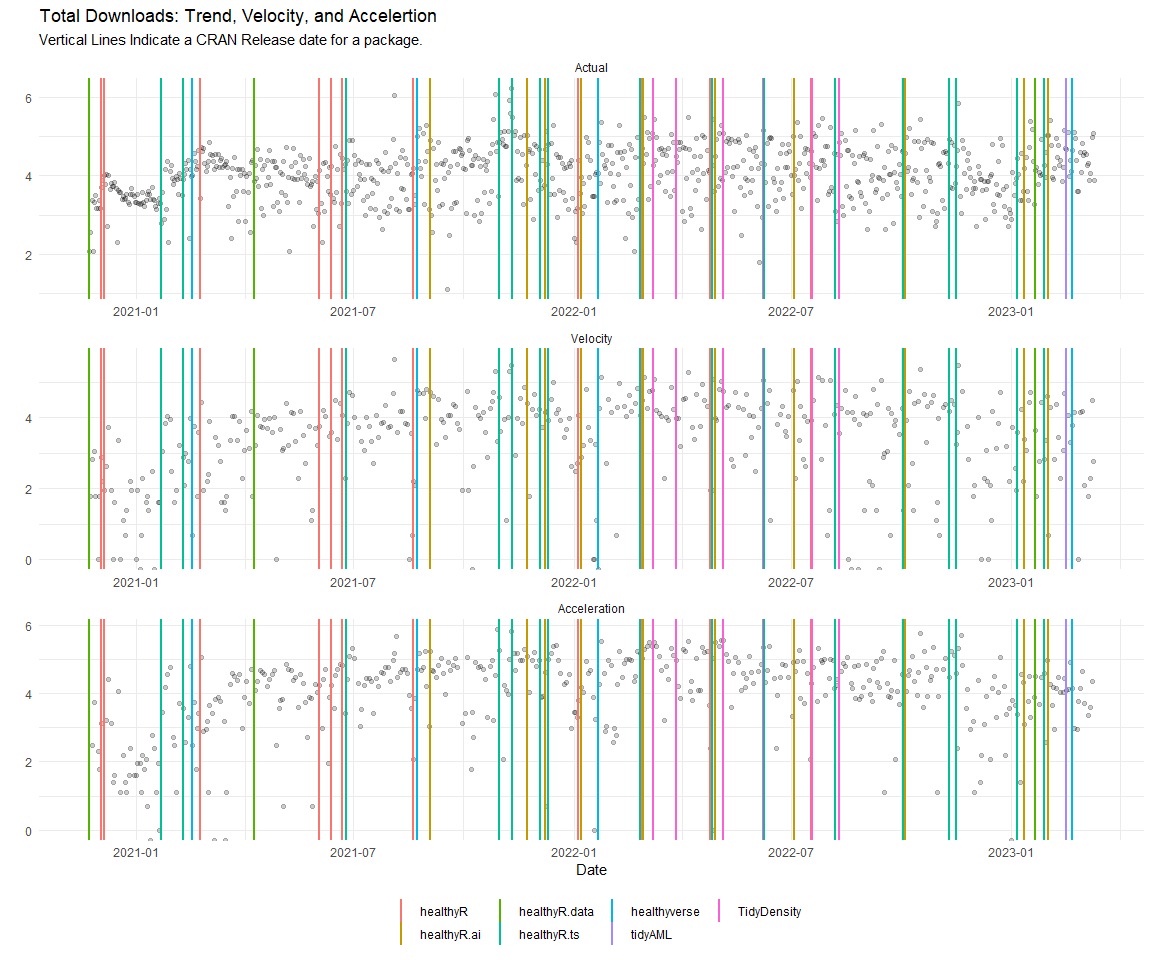 Total Downloads: Trend, Velocity, and Accelertion
Vertical Lines Indicate a CRAN Release date for a package.
Actual
6
4
2
2021-01 2021-07 2022-01 2022-07 2023-01
Velocity
4
2
0
2021-01 2021-07 2022-01 2022-07 2023-01
Acceleration
6
4
2
0
2021-01 2021-07 2022-01 2022-07 2023-01
Date
healthyR healthyR.data healthyverse TidyDensity
healthyR.ai healthyR.ts tidyAML